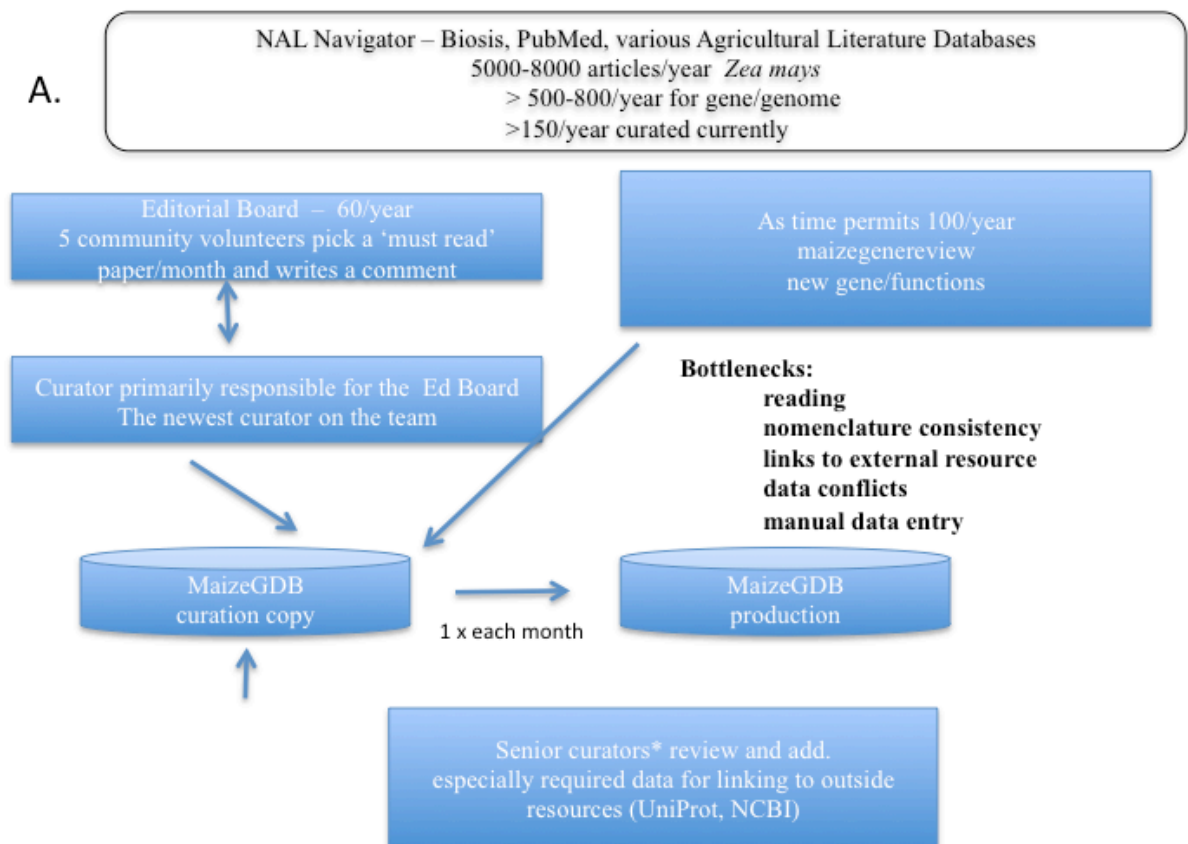 A.
NAL Navigator – Biosis, PubMed, various Agricultural Literature Databases
5000-8000 articles/year Zea mays
> 500-800/year for gene/genome
>150/year curated currently
Editorial Board – 60/year
5 community volunteers pick a ‘must read’
paper/month and writes a comment
As time permits 100/year
maizegenereview
new gene/functions
Curator primarily responsible for the Ed Board
The newest curator on the team
Bottlenecks:
reading
nomenclature consistency
links to external resource
data conflicts
manual data entry
MaizeGDB
curation copy
1 x each month
MaizeGDB
production
Senior curators* review and add.
especially required data for linking to outside
resources (UniProt, NCBI)